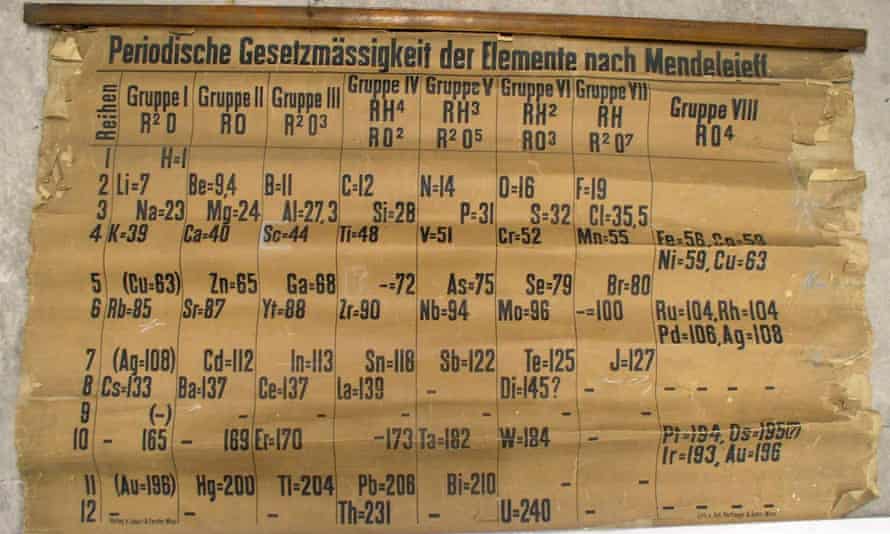 Periodische Gesetzmässigkeit der Elemente nach Mendelejeff.
Reihen Gruppe I Gruppe II Gruppe III Gruppe IV Gruppe V Gruppe VI Gruppe VII Gruppe VIII
RH⁴ RH³ RH² RH
R²O RO R²O³ RO² R²O⁵ RO³ R²O⁷ RO⁴
1 H=1
2 Li=7 Be=9,4 B=11 C=12 N=14 O=16 F=19
3 Na=23 Mg=24 Al=27,3 Si=28 P=31 S=32 Cl=35,5
4 K=39 Ca=40 Sc=44 Ti=48 V=51 Cr=52 Mn=55 Fe=56, Co=59
Ni=59, Cu=63
5 (Cu=63) Zn=65 Ga=68 -=72 As=75 Se=79 Br=80
6 Rb=85 Sr=87 Yt=88 Zr=90 Nb=94 Mo=96 -=100 Ru=104, Rh=104
Pd=106, Ag=108
7 (Ag=108) Cd=112 In=113 Sn=118 Sb=122 Te=125 J=127
8 Cs=133 Ba=137 Ce=137 La=139 - Di=145? - - - - -
9 (-) - - - - - -
10 - 165 - 169 Er=170 -173 Ta=182 W=184 - Pt=194, Os=195(?)
Ir=193, Au=196
11 (Au=196) Hg=200 Tl=204 Pb=206 Bi=210 - -
12 - - - Th=231 - U=240 - - - - -